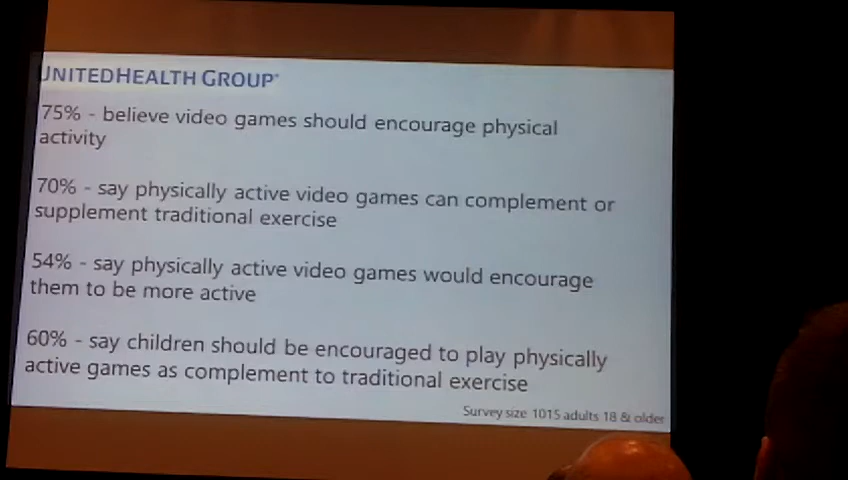 UNITEDHEALTH GROUP®
75% - believe video games should encourage physical
activity
70% - say physically active video games can complement or
supplement traditional exercise
54% - say physically active video games would encourage
them to be more active
60% - say children should be encouraged to play physically
active games as complement to traditional exercise
Survey size 1015 adults 18 & older